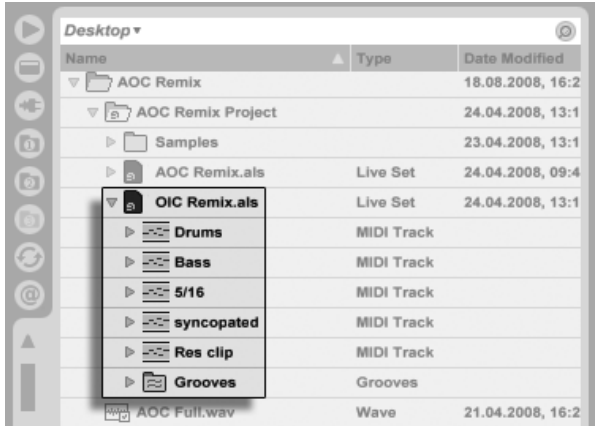 Desktop
Name Type Date Modified
AOC Remix 18.08.2008, 16:2
AOC Remix Project 24.04.2008, 13:1
Samples 23.04.2008, 13:1
AOC Remix.als Live Set 24.04.2008, 09:4
OIC Remix.als Live Set 24.04.2008, 13:1
Drums MIDI Track
Bass MIDI Track
5/16 MIDI Track
syncopated MIDI Track
Res clip MIDI Track
Grooves Grooves
AOC Full.wav Wave 21.04.2008, 16:2